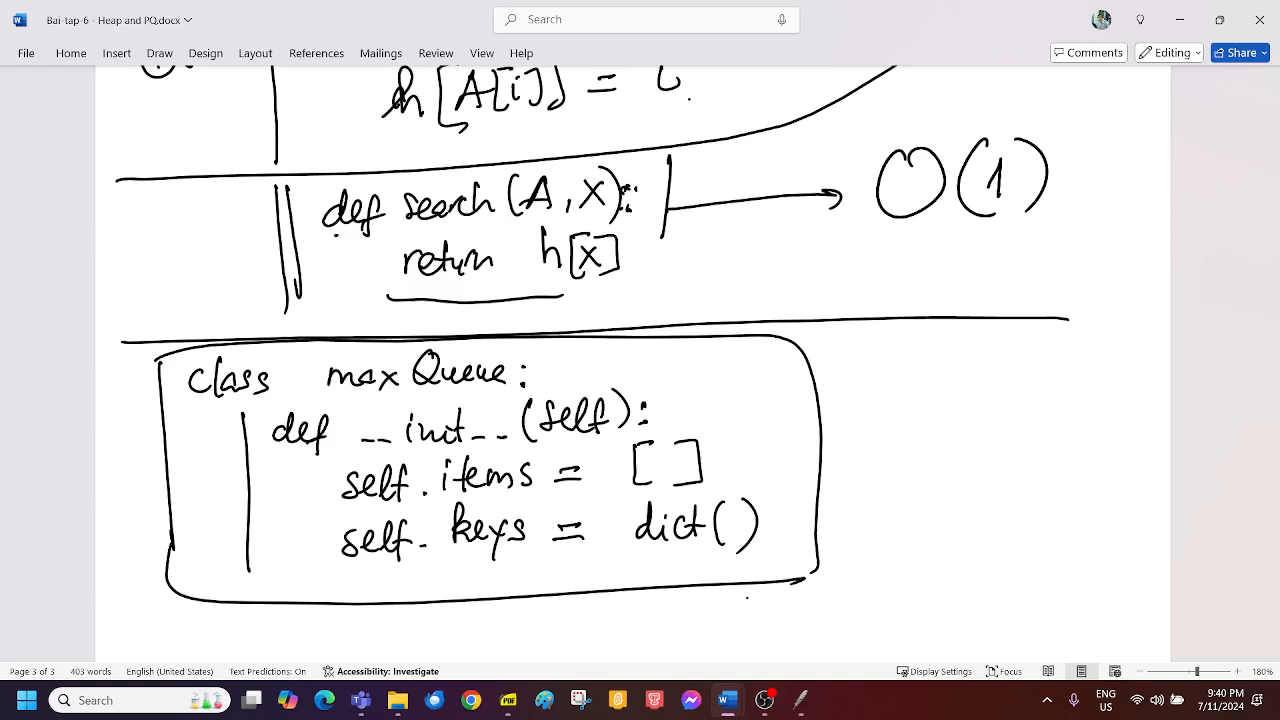 Bai-tap-6 - Heap and PQ.docx
Search
File Home Insert Draw Design Layout References Mailings Review View Help
Comments Editing Share
h[A[i]] = i
def search(A, x):
return h[x]
O(1)
class maxQueue:
def __init__(self):
self.items = []
self.keys = dict()
Page 3 of 3 403 words English (United States) Text Predictions: On Accessibility: Investigate
Display Settings Focus 180%
Search
PDF
ENG
US
9:40 PM
7/11/2024